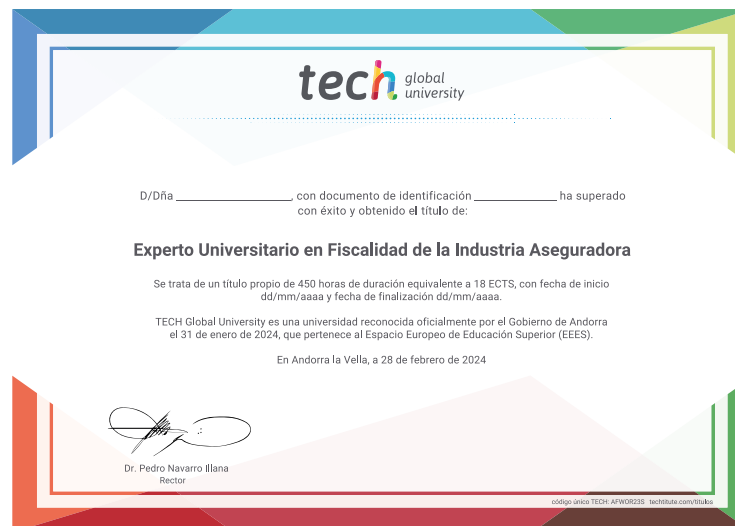 tech global university
D/Dña ______________________, con documento de identificación ________________ ha superado
con éxito y obtenido el título de:
Experto Universitario en Fiscalidad de la Industria Aseguradora
Se trata de un título propio de 450 horas de duración equivalente a 18 ECTS, con fecha de inicio
dd/mm/aaaa y fecha de finalización dd/mm/aaaa.
TECH Global University es una universidad reconocida oficialmente por el Gobierno de Andorra
el 31 de enero de 2024, que pertenece al Espacio Europeo de Educación Superior (EEES).
En Andorra la Vella, a 28 de febrero de 2024
Dr. Pedro Navarro Illana
Rector
código único TECH: AFWOR23S techtitute.com/titulos